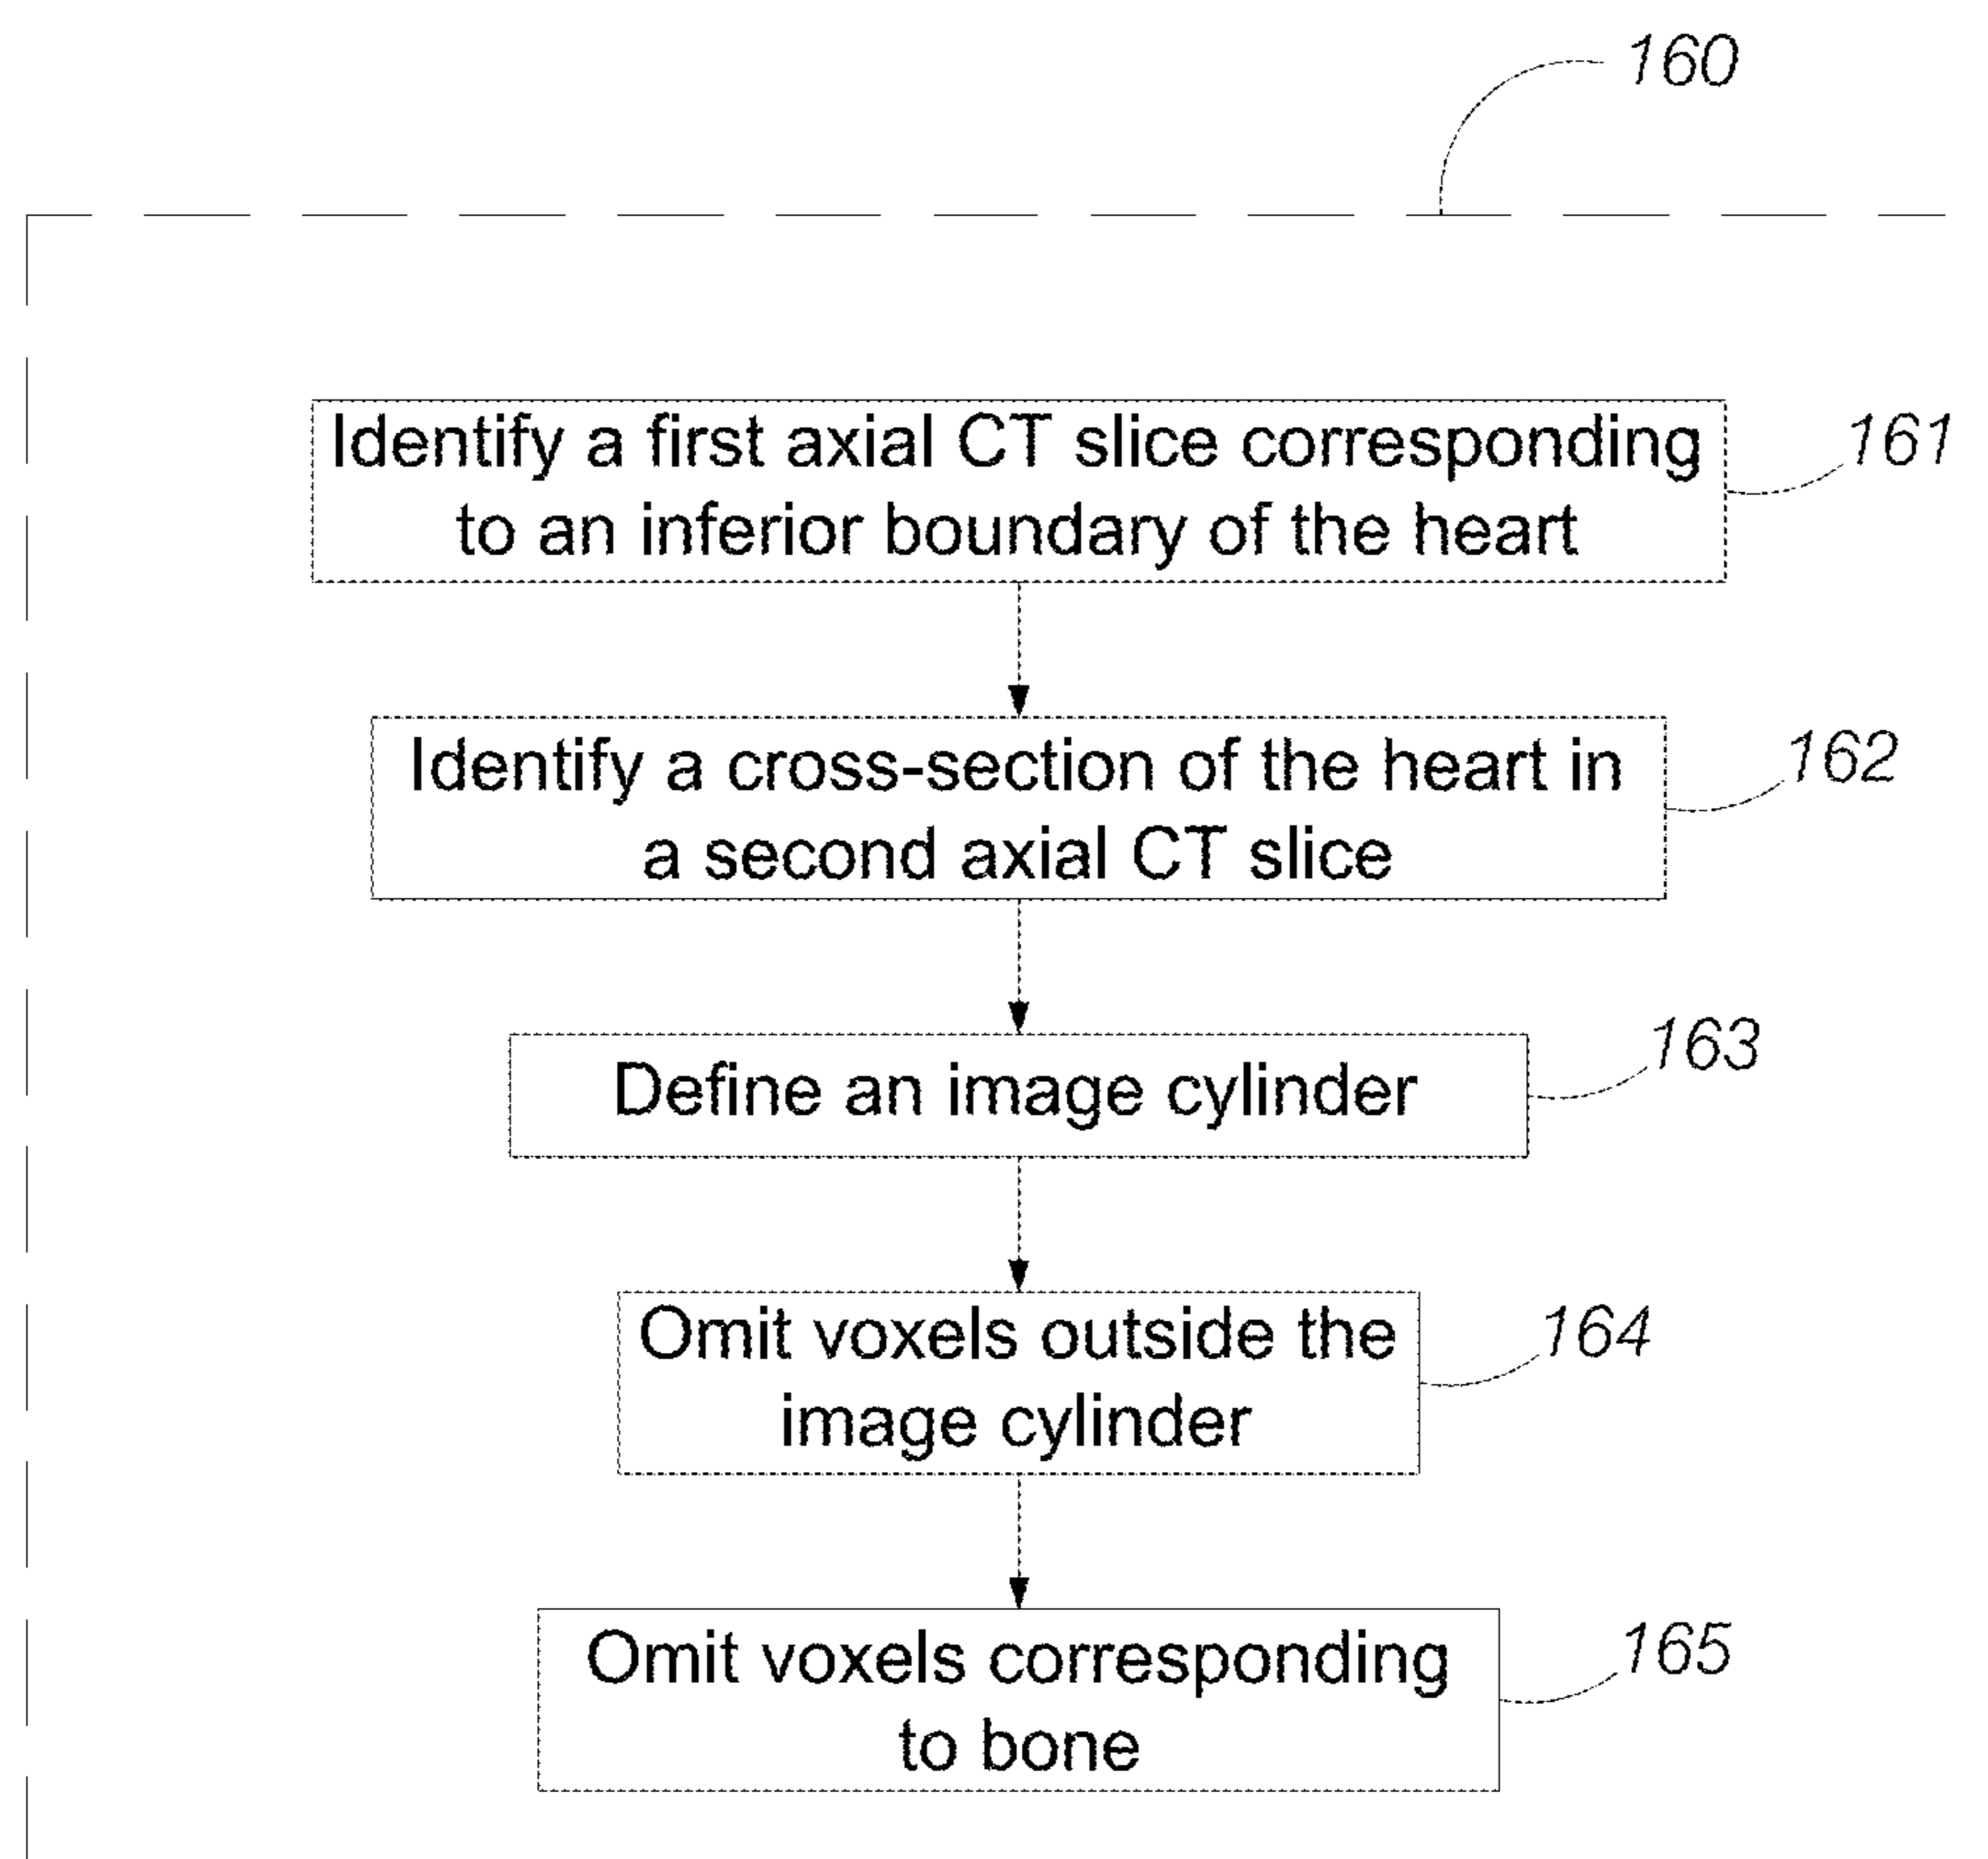 160
Identify a first axial CT slice corresponding
to an inferior boundary of the heart
161
Identify a cross-section of the heart in
a second axial CT slice
162
Define an image cylinder
163
Omit voxels outside the
image cylinder
164
Omit voxels corresponding
to bone
165